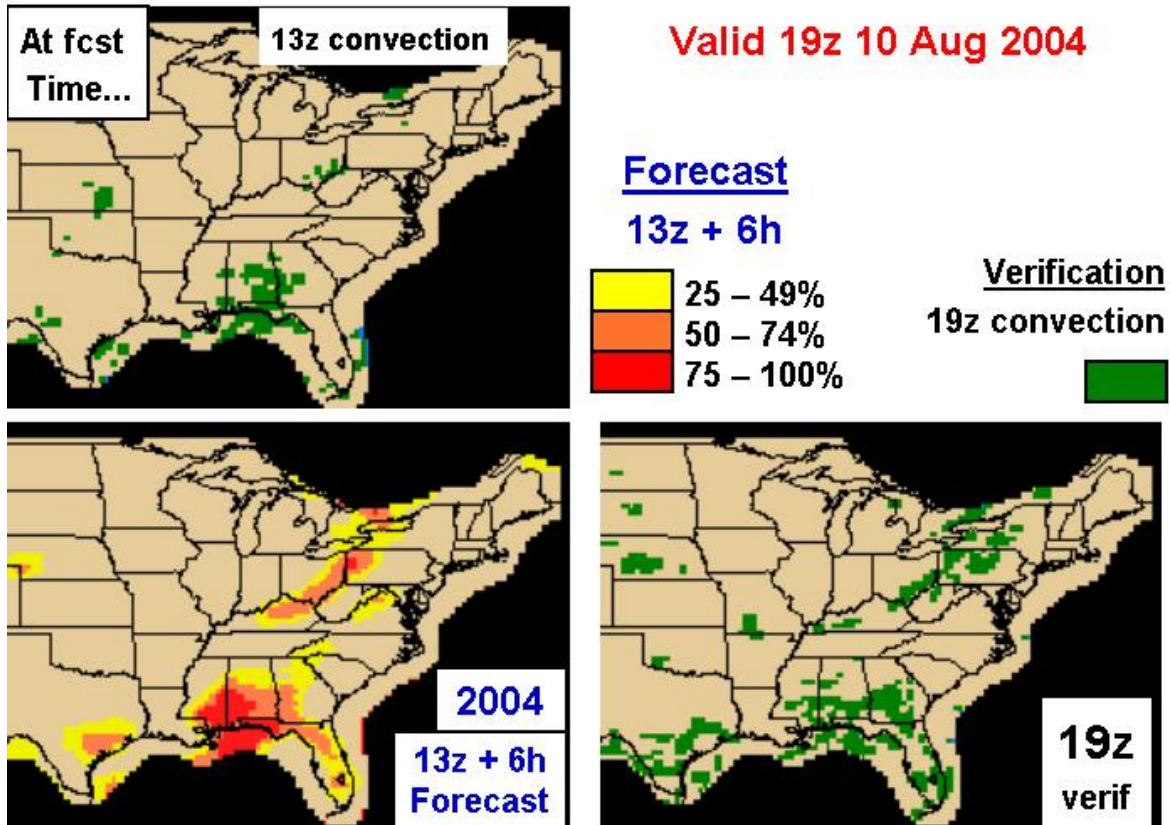 At fcst
Time...
13z convection
Valid 19z 10 Aug 2004
Forecast
13z + 6h
25 – 49%
50 – 74%
75 – 100%
Verification
19z convection
2004
13z + 6h
Forecast
19z
verif